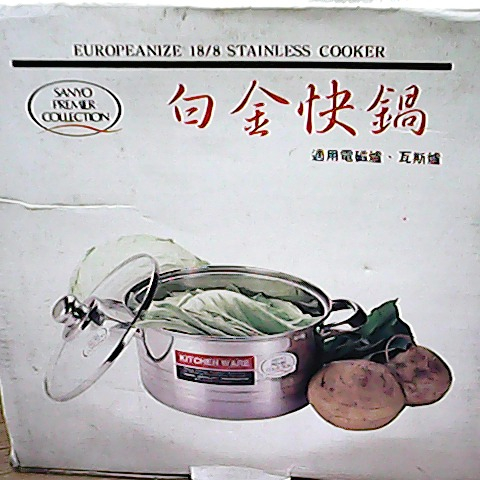 EUROPEANIZE 18/8 STAINLESS COOKER
SANYO
PREMIER
COLLECTION
白金快鍋
適用電磁爐、瓦斯爐
KITCHEN WARE